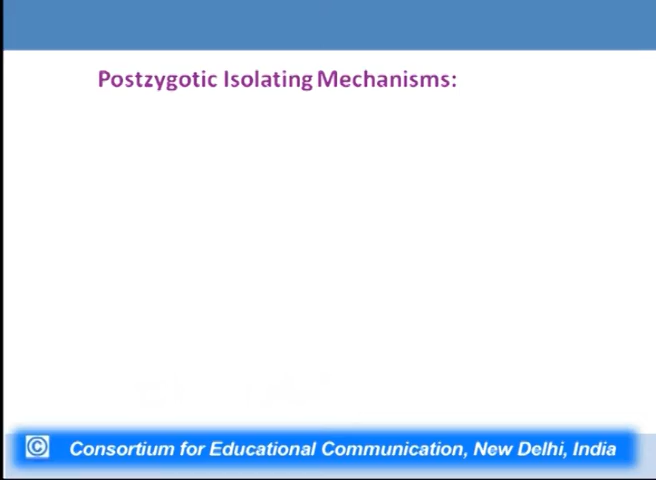 Postzygotic Isolating Mechanisms:
© Consortium for Educational Communication, New Delhi, India